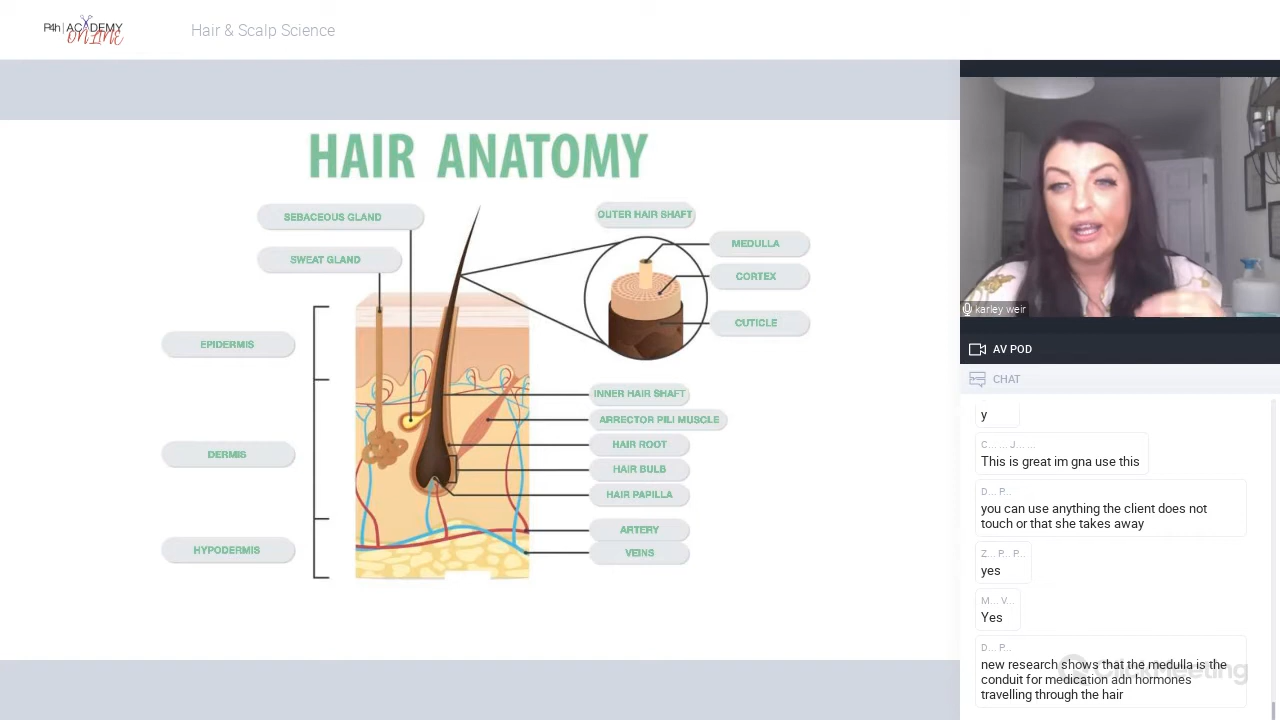 P4h | ACADEMY
ONLINE
Hair & Scalp Science
HAIR ANATOMY
SEBACEOUS GLAND
SWEAT GLAND
EPIDERMIS
DERMIS
HYPODERMIS
OUTER HAIR SHAFT
MEDULLA
CORTEX
CUTICLE
INNER HAIR SHAFT
ARRECTOR PILI MUSCLE
HAIR ROOT
HAIR BULB
HAIR PAPILLA
ARTERY
VEINS
karley weir
AV POD
CHAT
y
C... ... J... ...
This is great im gna use this
D... P...
you can use anything the client does not
touch or that she takes away
Z... P... P...
yes
M... V...
Yes
D... P...
new research shows that the medulla is the
conduit for medication adn hormones
travelling through the hair
ClickMeeting